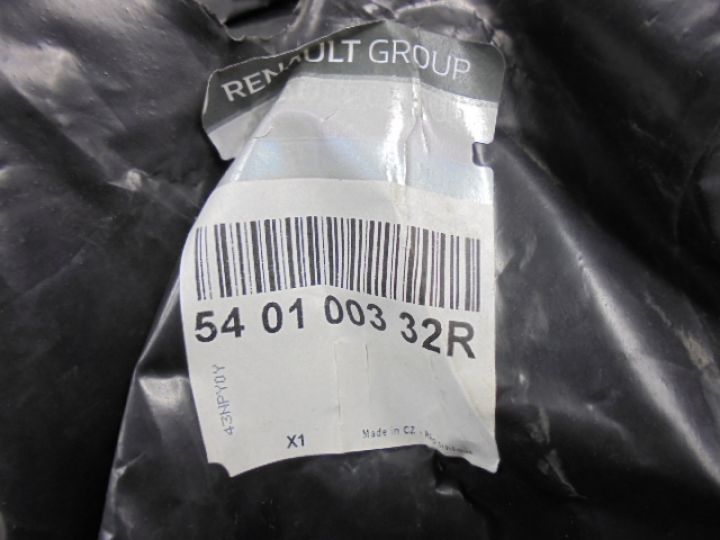 RENAULT GROUP
54 01 003 32R
43NPY0Y
X1
Made in CZ -